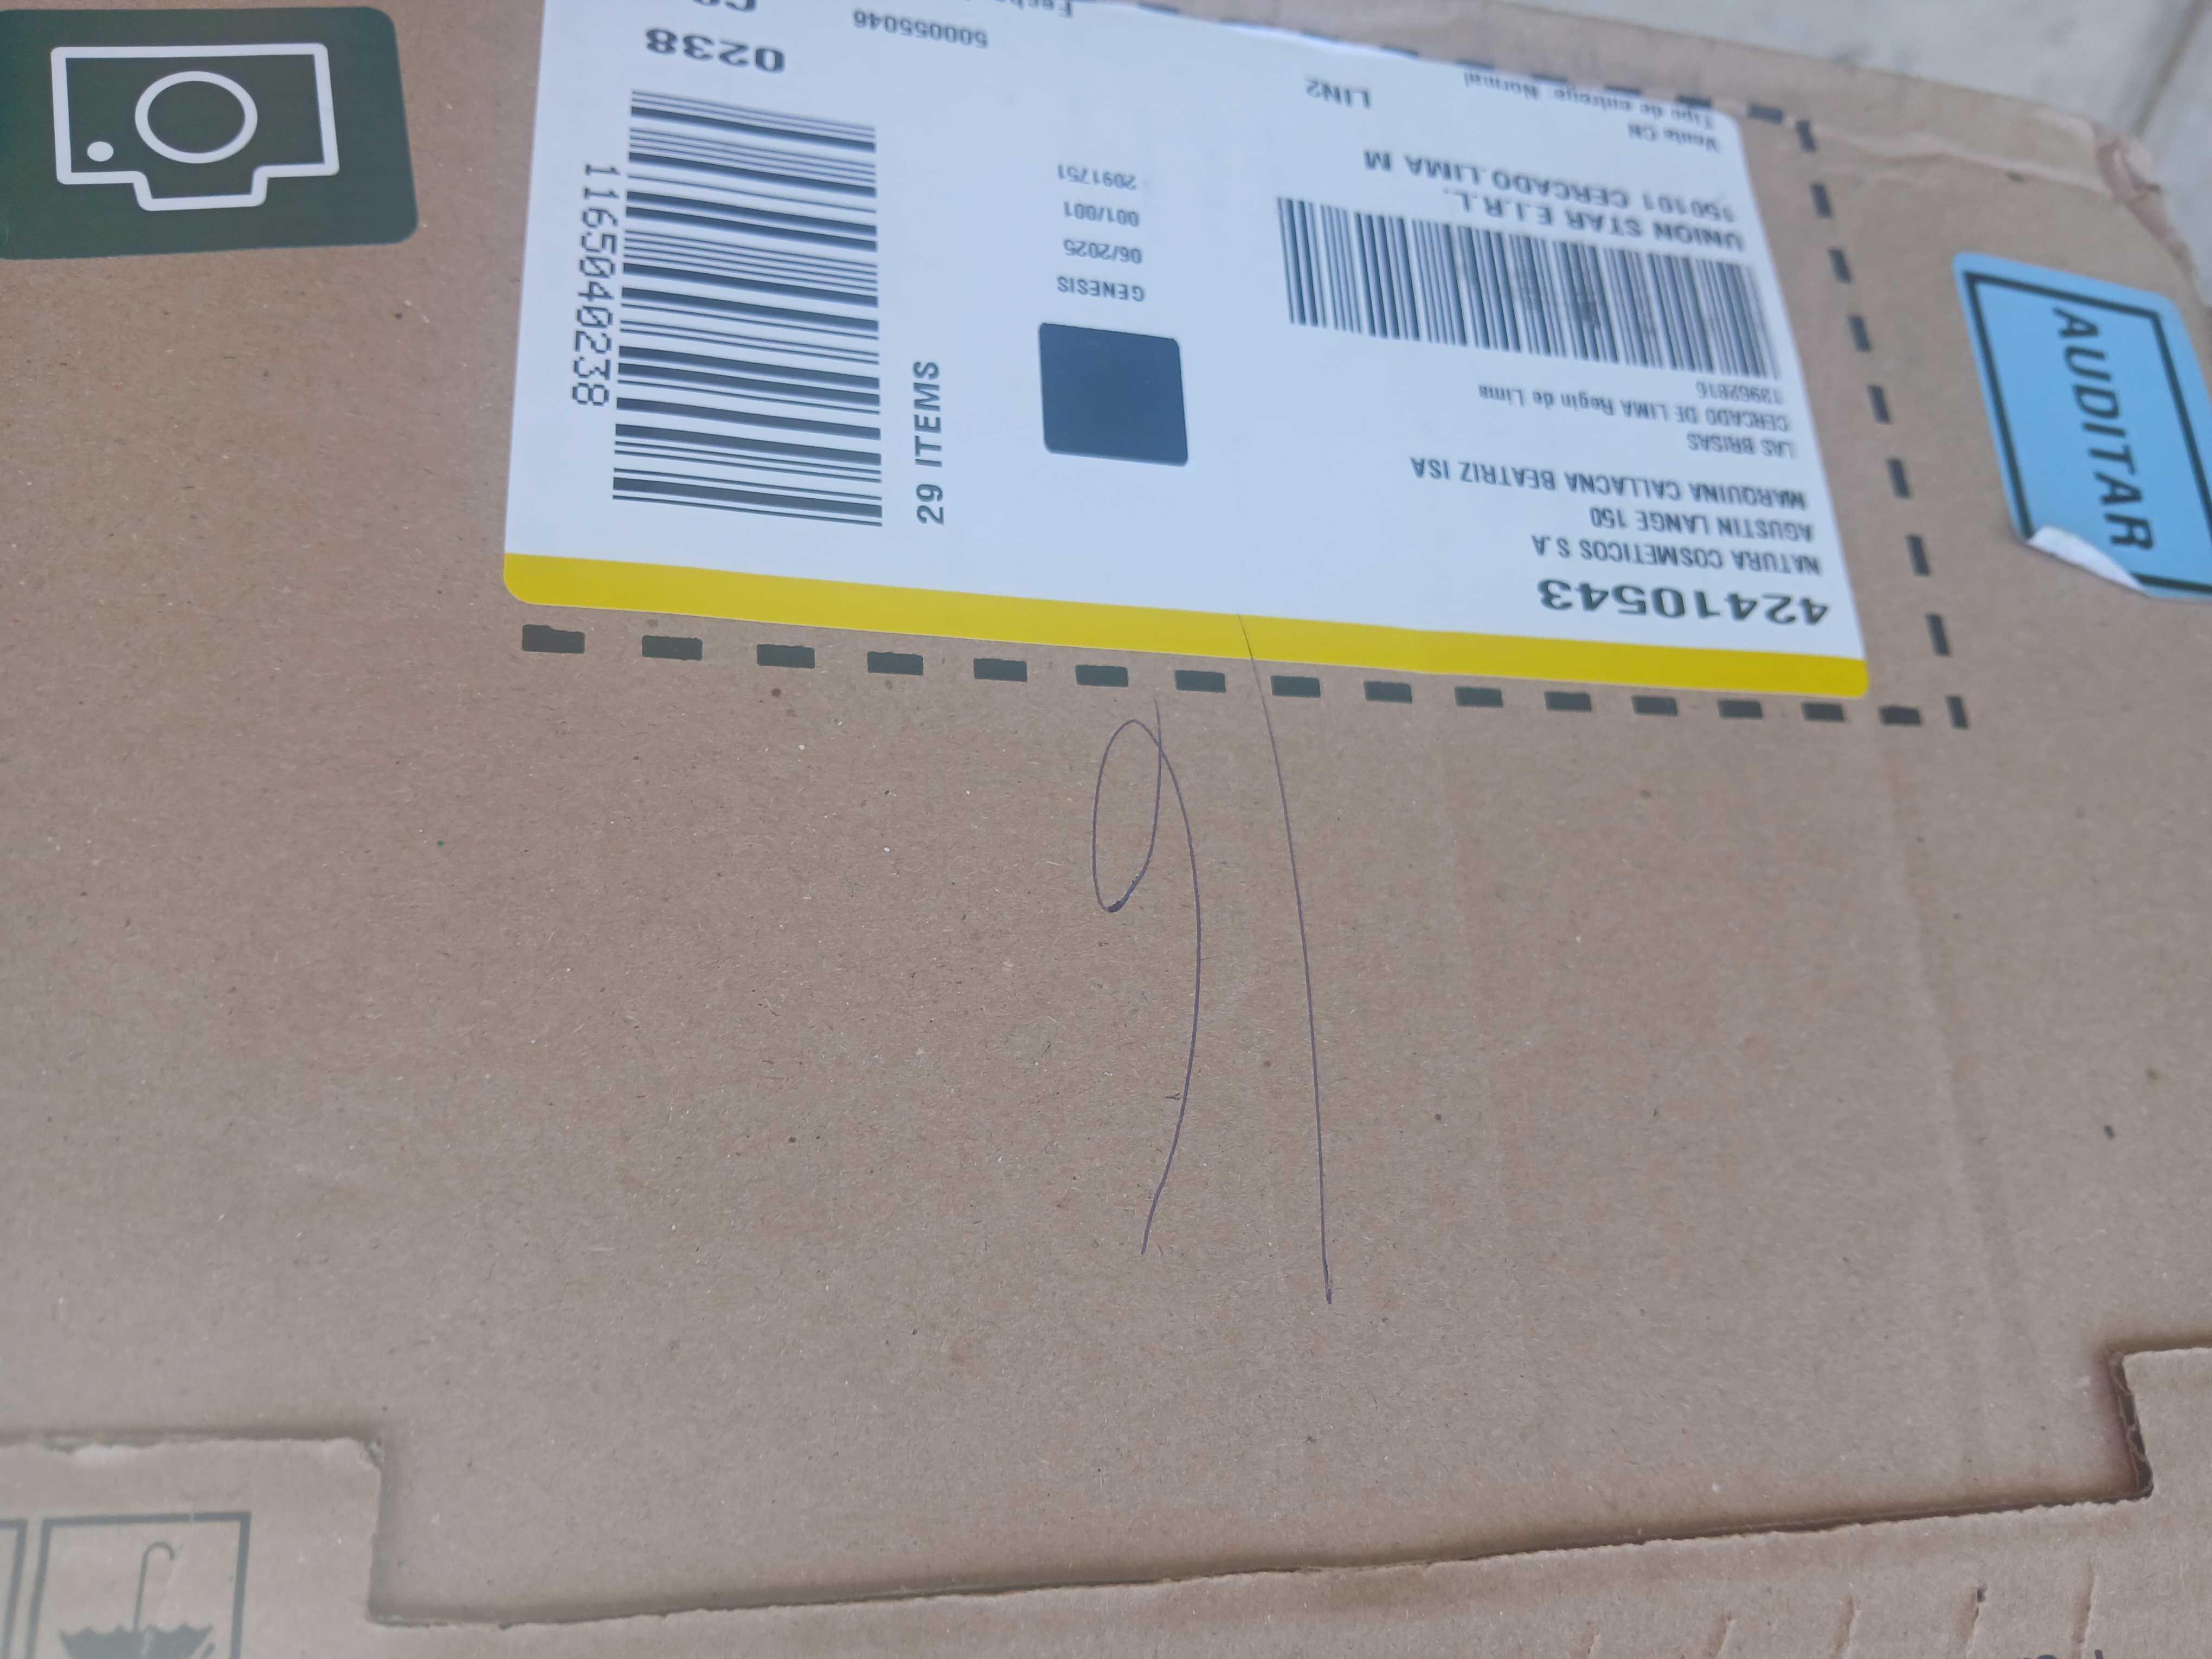 42410543
NATURA COSMETICOS S.A
AGUSTIN LANGE 150
MARQUINA CALLACNA BEATRIZ ISA
LAS BRISAS
CERCADO DE LIMA Regin de Lima
UNION STAR E.I.R.L.
150101 CERCADO LIMA M
Venta CN
Tipo de entrega: Normal
LIN2
GENESIS
06/2025
001/001
2091751
29 ITEMS
1165040238
0238
500055046
AUDITAR
91